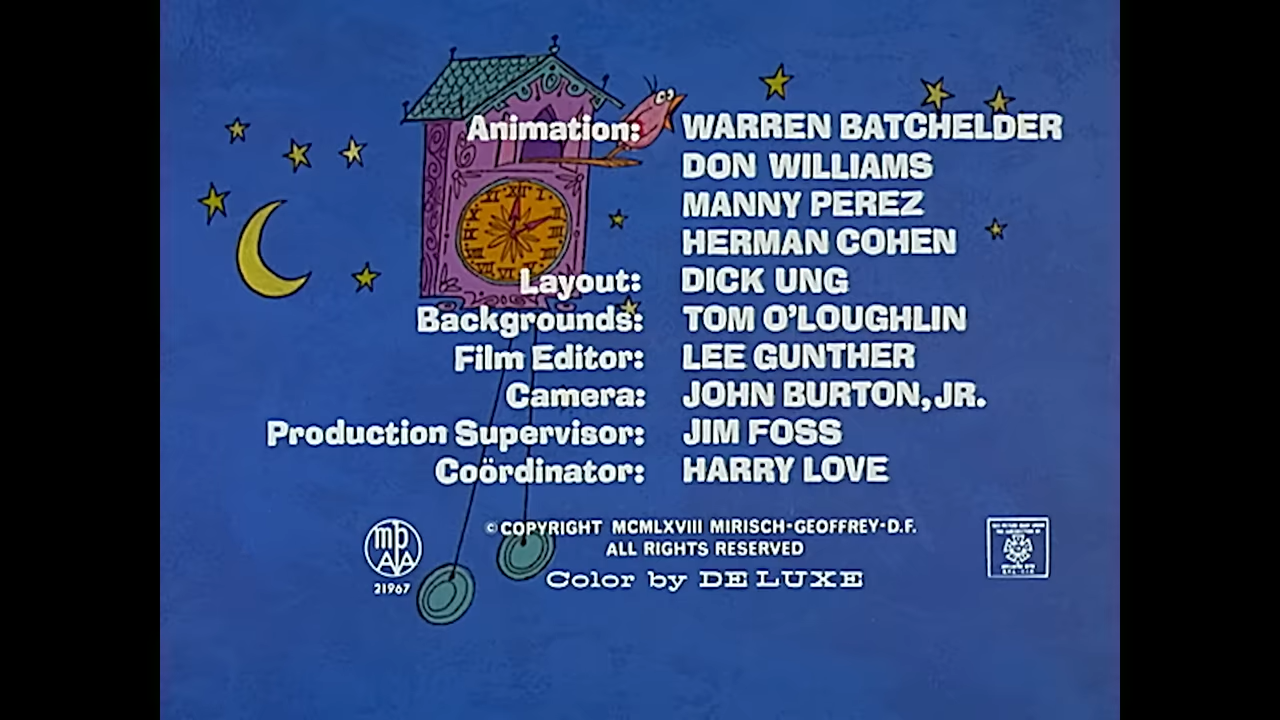 Animation: WARREN BATCHELDER
DON WILLIAMS
MANNY PEREZ
HERMAN COHEN
Layout: DICK UNG
Backgrounds: TOM O'LOUGHLIN
Film Editor: LEE GUNTHER
Camera: JOHN BURTON, JR.
Production Supervisor: JIM FOSS
Coördinator: HARRY LOVE
© COPYRIGHT MCMLXVIII MIRISCH-GEOFFREY-D.F.
ALL RIGHTS RESERVED
Color by DE LUXE
mpAA
21967